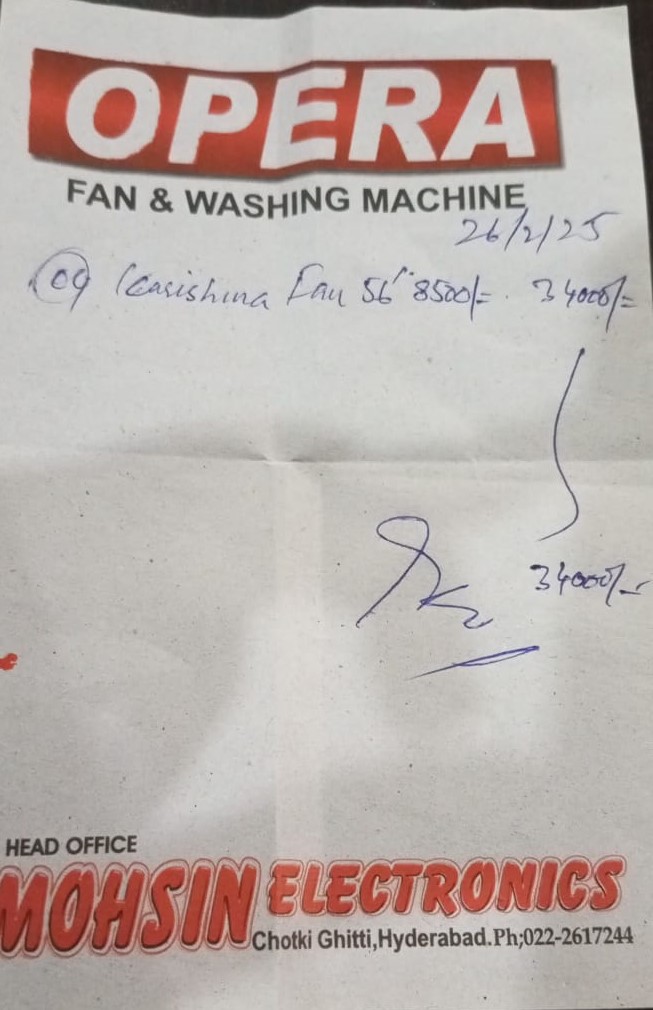 OPERA
FAN & WASHING MACHINE
26/2/25
04 Karishma Fan 56" 8500/= 34000/=
34000/-
HEAD OFFICE
MOHSIN ELECTRONICS
Chotki Ghitti,Hyderabad.Ph;022-2617244